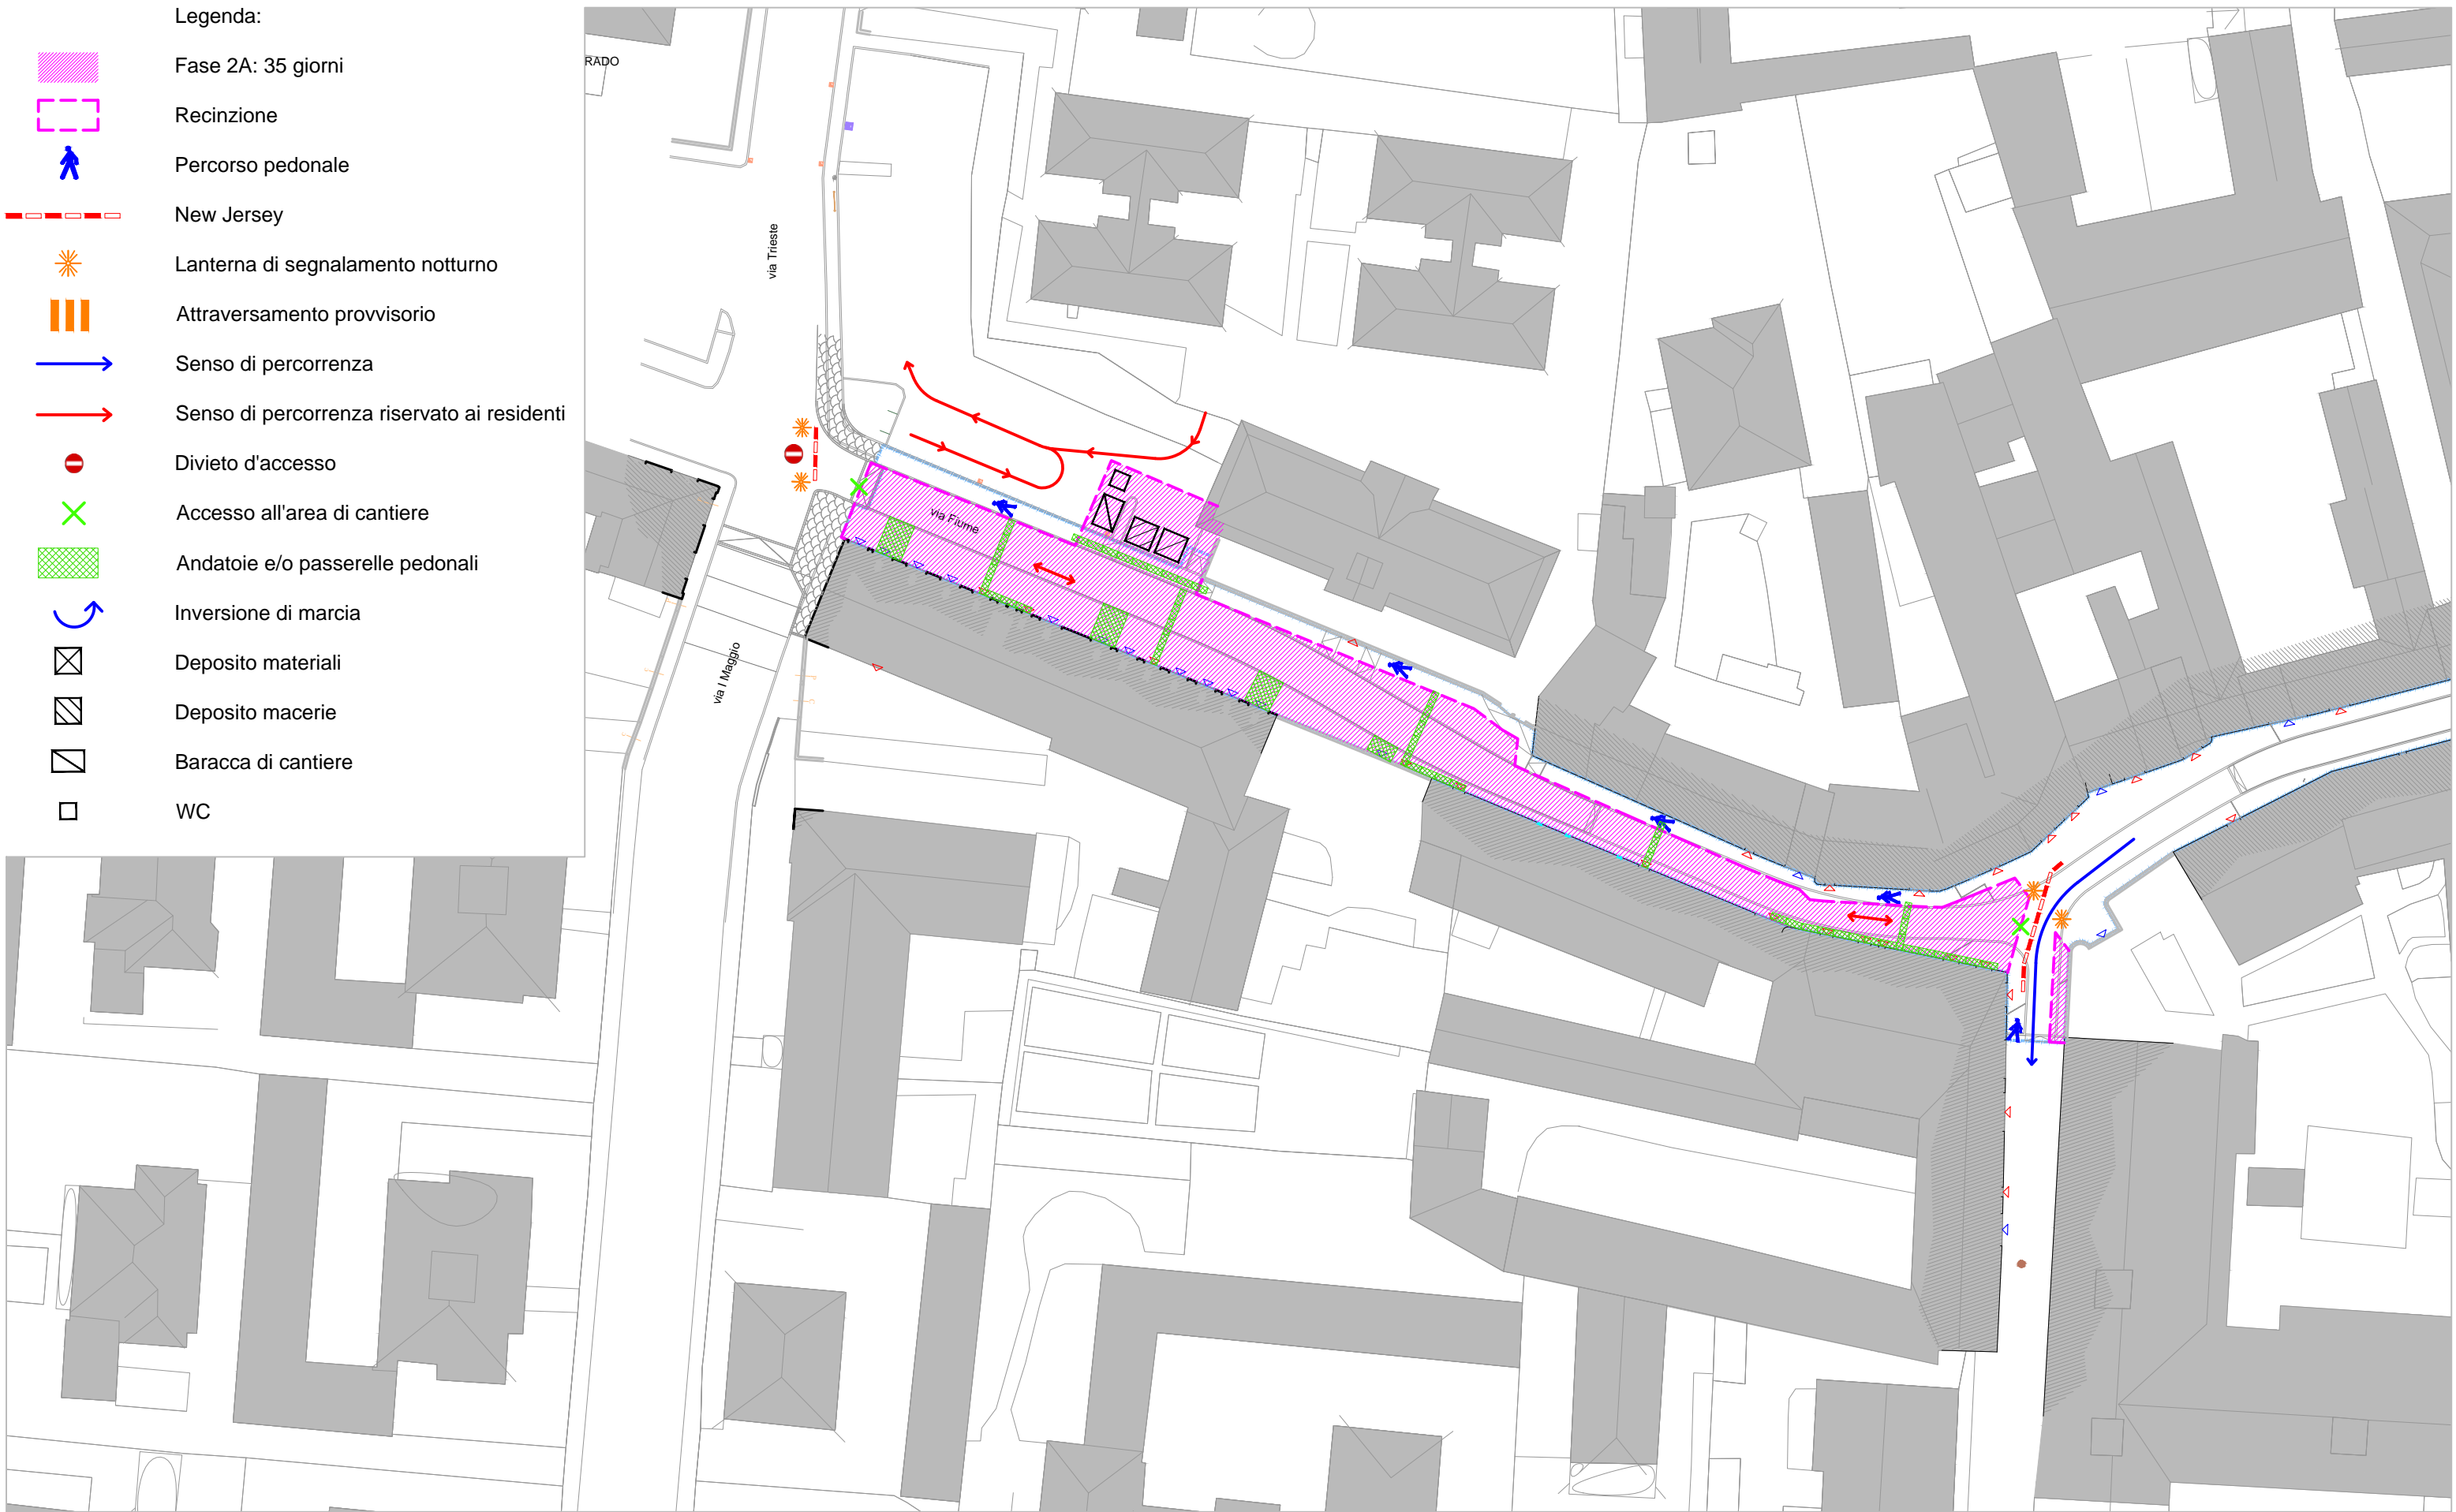 Legenda:
Fase 2A: 35 giorni
Recinzione
Percorso pedonale
New Jersey
Lanterna di segnalamento notturno
Attraversamento provvisorio
Senso di percorrenza
Senso di percorrenza riservato ai residenti
Divieto d'accesso
Accesso all'area di cantiere
Andatoie e/o passerelle pedonali
Inversione di marcia
Deposito materiali
Deposito macerie
Baracca di cantiere
WC
RADO
via Trieste
via Fiume
via I Maggio